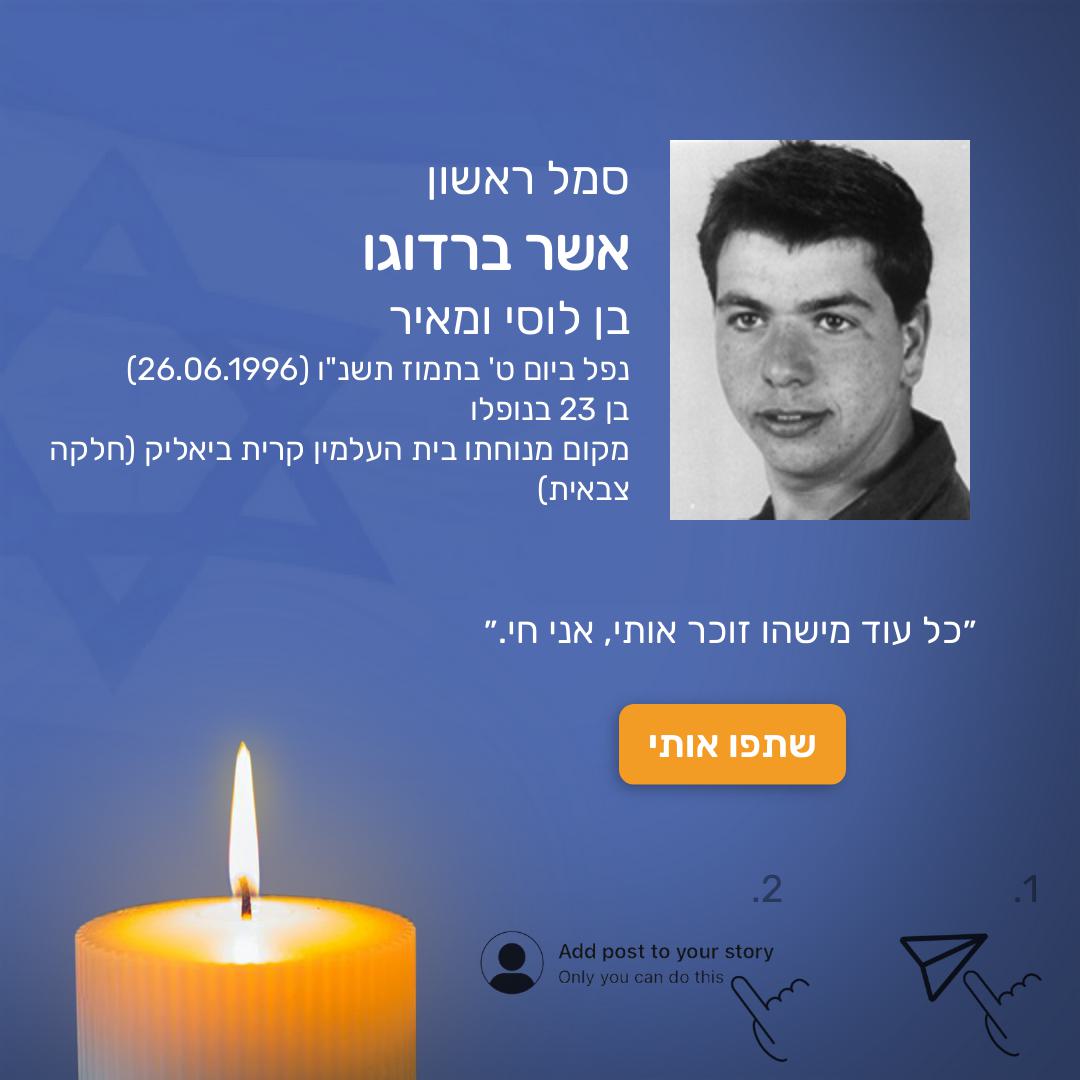 סמל ראשון
אשר ברדוגו
בן לוסי ומאיר
נפל ביום ט' בתמוז תשנ"ו (26.06.1996)
בן 23 בנופלו
מקום מנוחתו בית העלמין קרית ביאליק (חלקה
צבאית)
״כל עוד מישהו זוכר אותי, אני חי.״
שתפו אותי
.1
.2
Add post to your story
Only you can do this